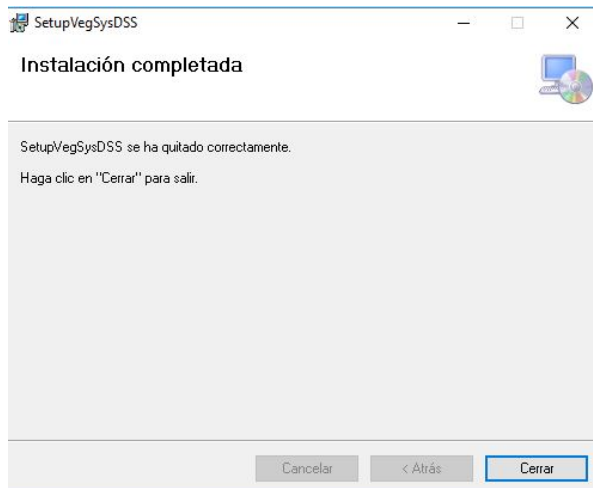 SetupVegSysDSS
Instalación completada
SetupVegSysDSS se ha quitado correctamente.
Haga clic en "Cerrar" para salir.
Cancelar
< Atrás
Cerrar